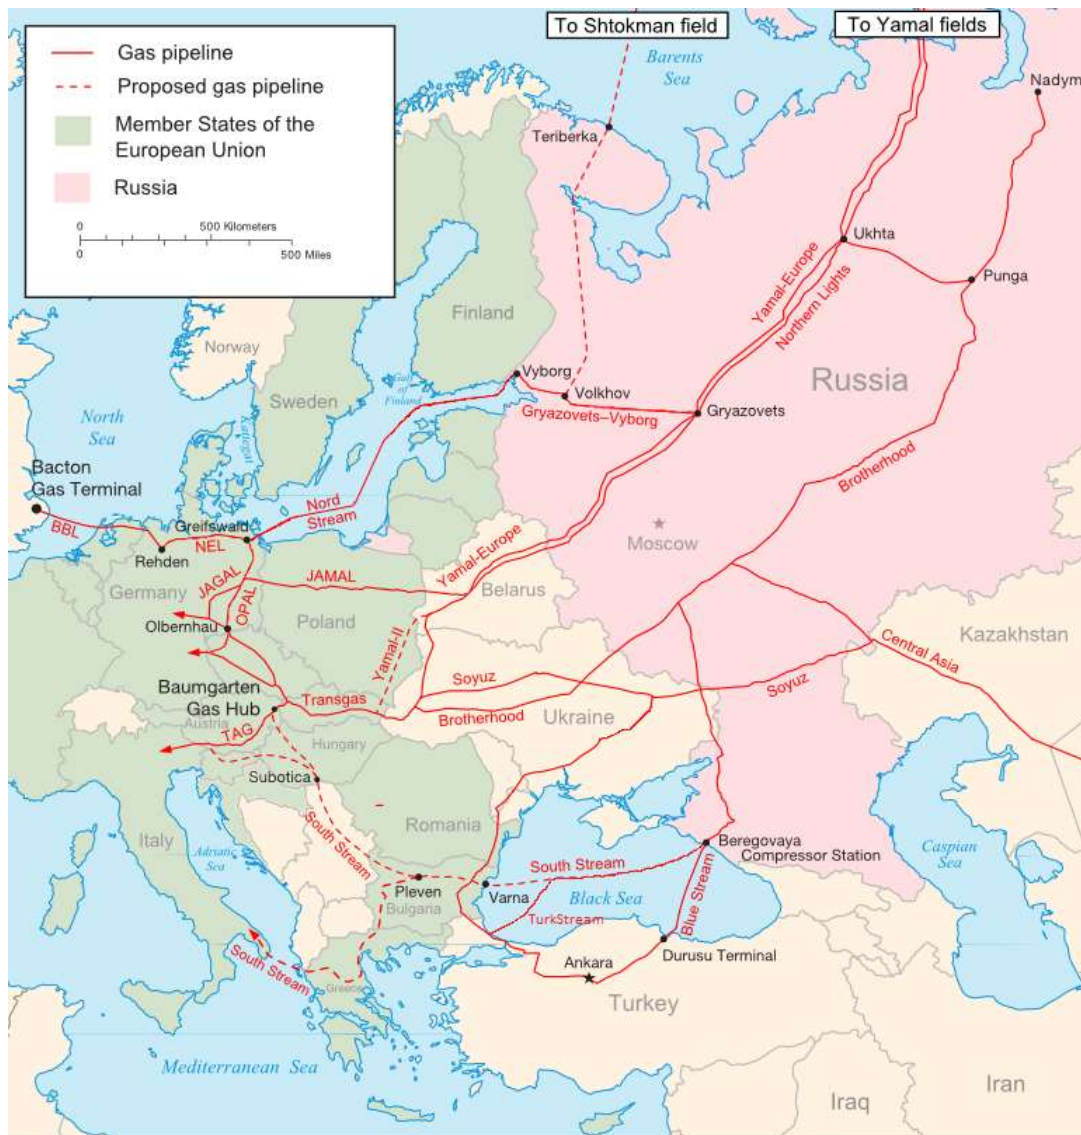 To Shtokman field
To Yamal fields
Gas pipeline
Proposed gas pipeline
Member States of the
European Union
Russia
0 500 Kilometers
0 500 Miles
Barents
Sea
Nadym
Teriberka
Ukhta
Punga
Yamal-Europe
Northern Lights
Finland
Norway
Sweden
Russia
Vyborg
Gulf
of
Finland
Volkhov
Gryazovets
Gryazovets–Vyborg
North
Sea
Kattegat
Brotherhood
Bacton
Gas Terminal
BBL
Greifswald
Nord
Stream
NEL
Rehden
Moscow
Yamal-Europe
JAGAL
JAMAL
OPAL
Germany
Belarus
Poland
Olbernhau
Kazakhstan
Central Asia
Yamal-II
Baumgarten
Gas Hub
Transgas
Soyuz
Soyuz
Brotherhood
Ukraine
Austria
TAG
Hungary
Subotica
Italy
Romania
South Stream
Adriatic
Sea
Beregovaya
Compressor Station
Caspian
Sea
South Stream
Pleven
Varna
Bulgaria
Black Sea
Blue Stream
TurkStream
South Stream
Greece
Ankara
Durusu Terminal
Turkey
Mediterranean Sea
Iraq
Iran